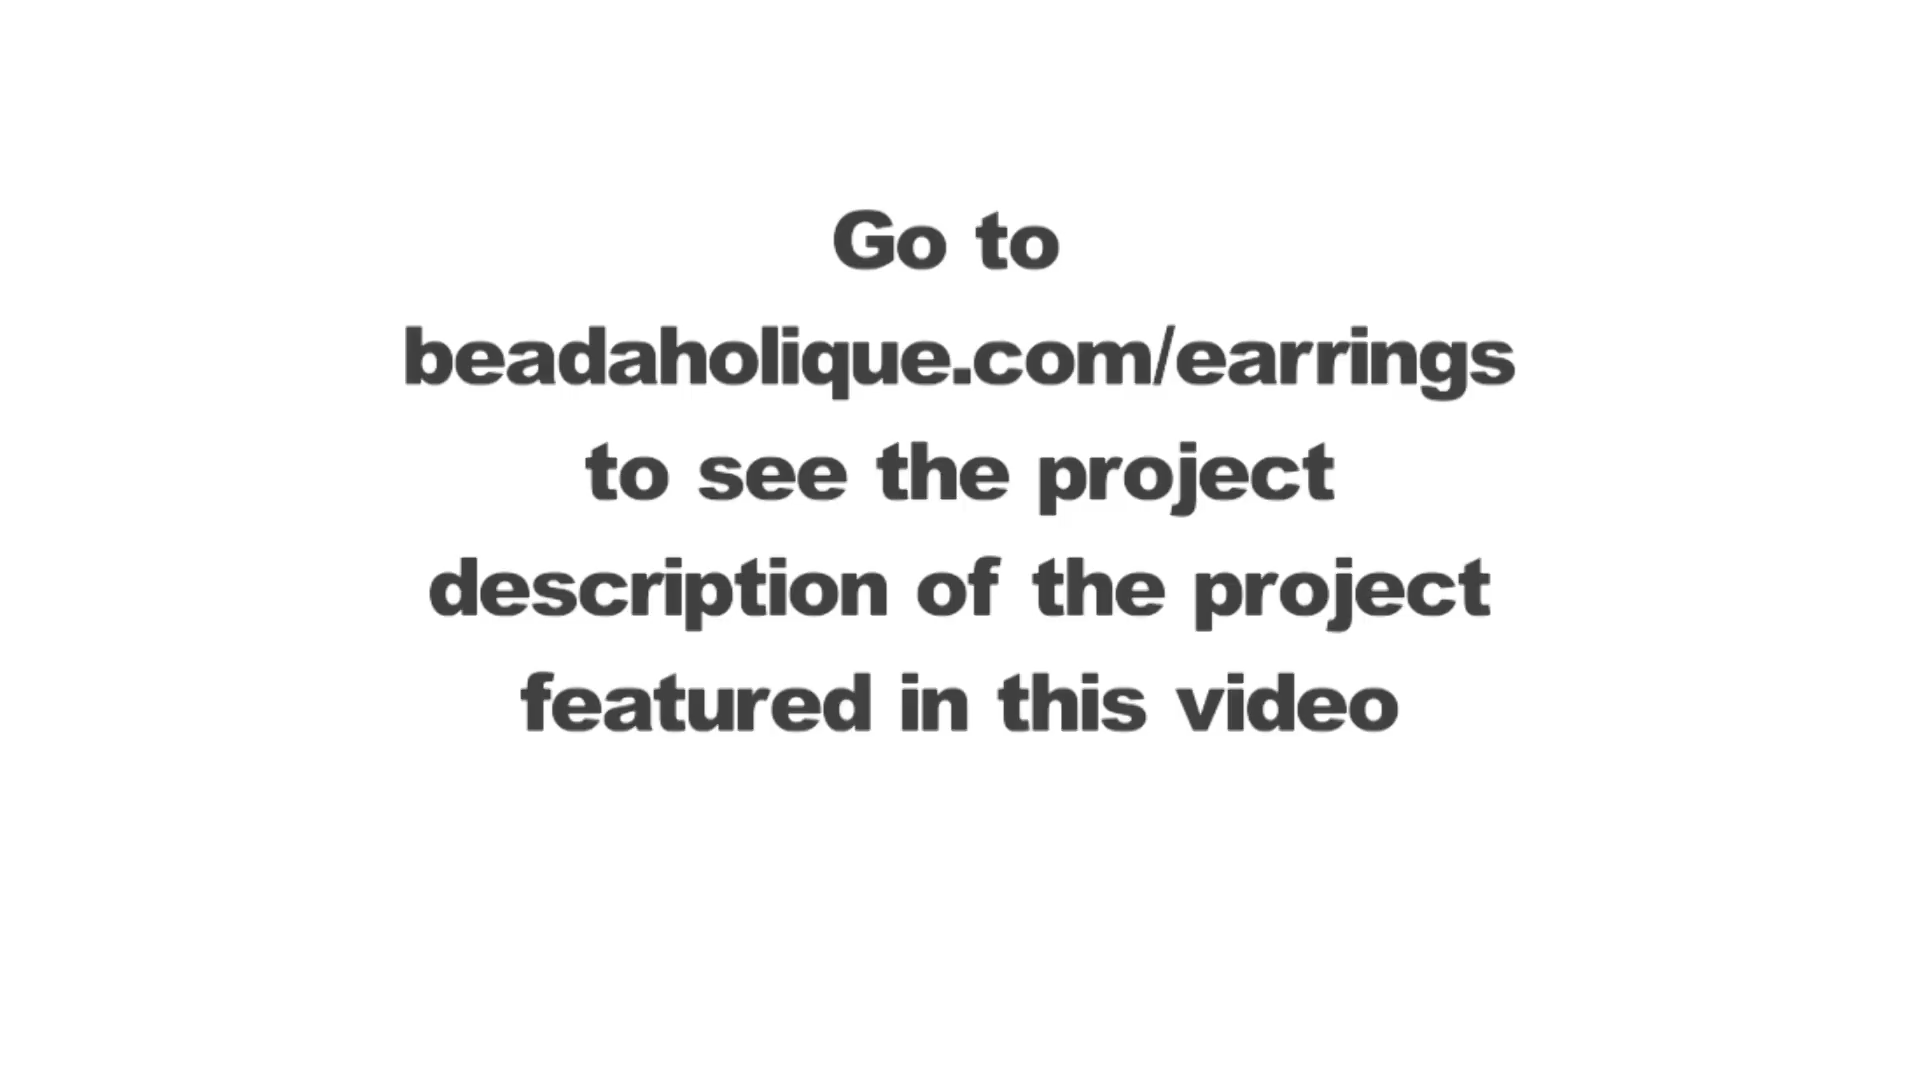 Go to
beadaholique.com/earrings
to see the project
description of the project
featured in this video